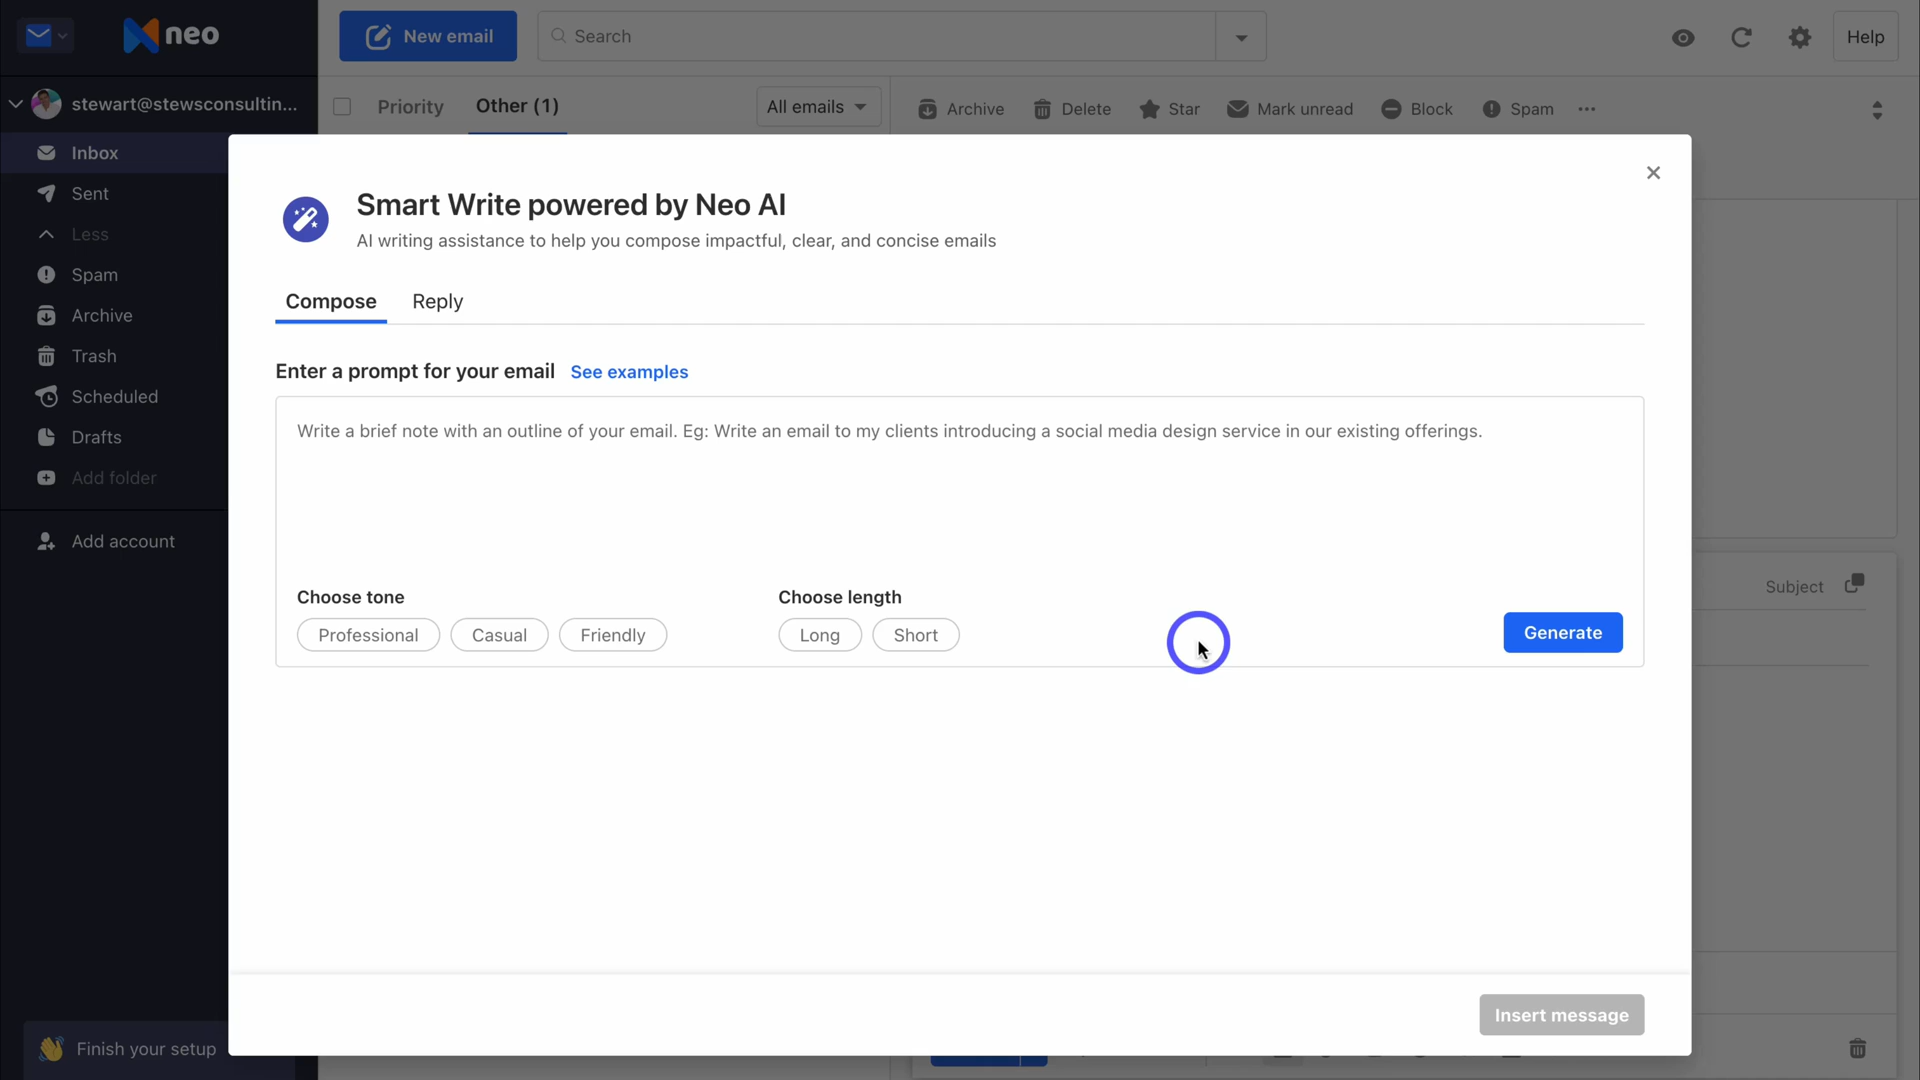 neo
New email
Search
Help
stewart@stewsconsultin...
Priority
Other (1)
All emails
Archive
Delete
Star
Mark unread
Block
Spam
Inbox
Sent
Less
Spam
Archive
Trash
Scheduled
Drafts
Add folder
Add account
Finish your setup
Smart Write powered by Neo AI
AI writing assistance to help you compose impactful, clear, and concise emails
Compose
Reply
Enter a prompt for your email See examples
Write a brief note with an outline of your email. Eg: Write an email to my clients introducing a social media design service in our existing offerings.
Choose tone
Professional
Casual
Friendly
Choose length
Long
Short
Generate
Insert message
Subject